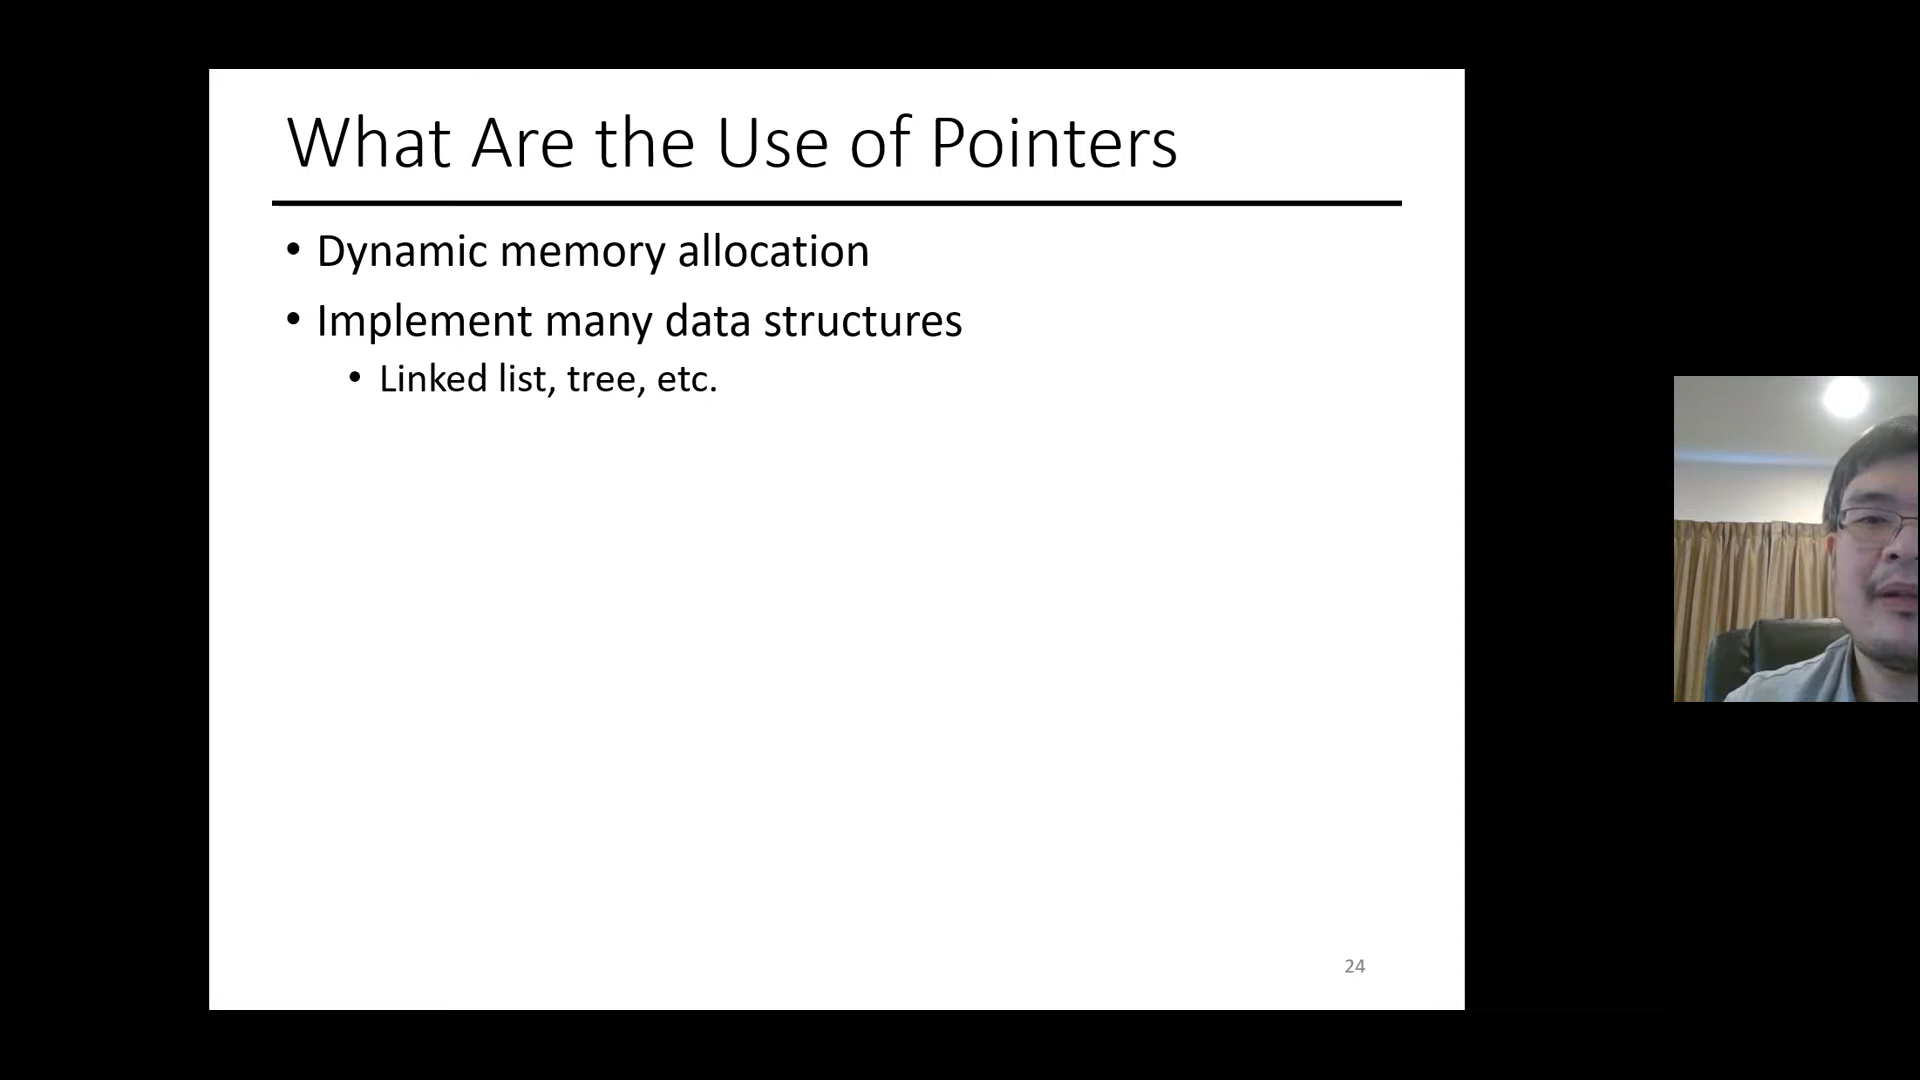 What Are the Use of Pointers
• Dynamic memory allocation
• Implement many data structures
• Linked list, tree, etc.
24